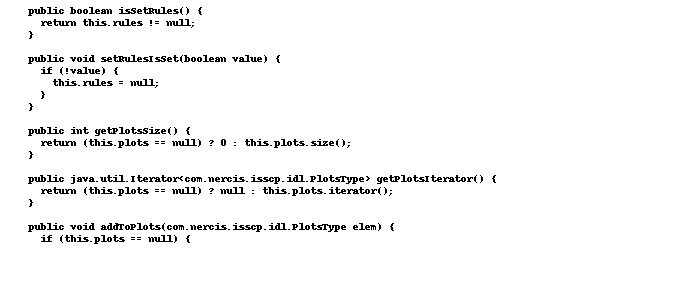 public boolean isSetRules() {
return this.rules != null;
}
public void setRulesIsSet(boolean value) {
if (!value) {
this.rules = null;
}
}
public int getPlotsSize() {
return (this.plots == null) ? 0 : this.plots.size();
}
public java.util.Iterator<com.nercis.isscp.idl.PlotsType> getPlotsIterator() {
return (this.plots == null) ? null : this.plots.iterator();
}
public void addToPlots(com.nercis.isscp.idl.PlotsType elem) {
if (this.plots == null) {